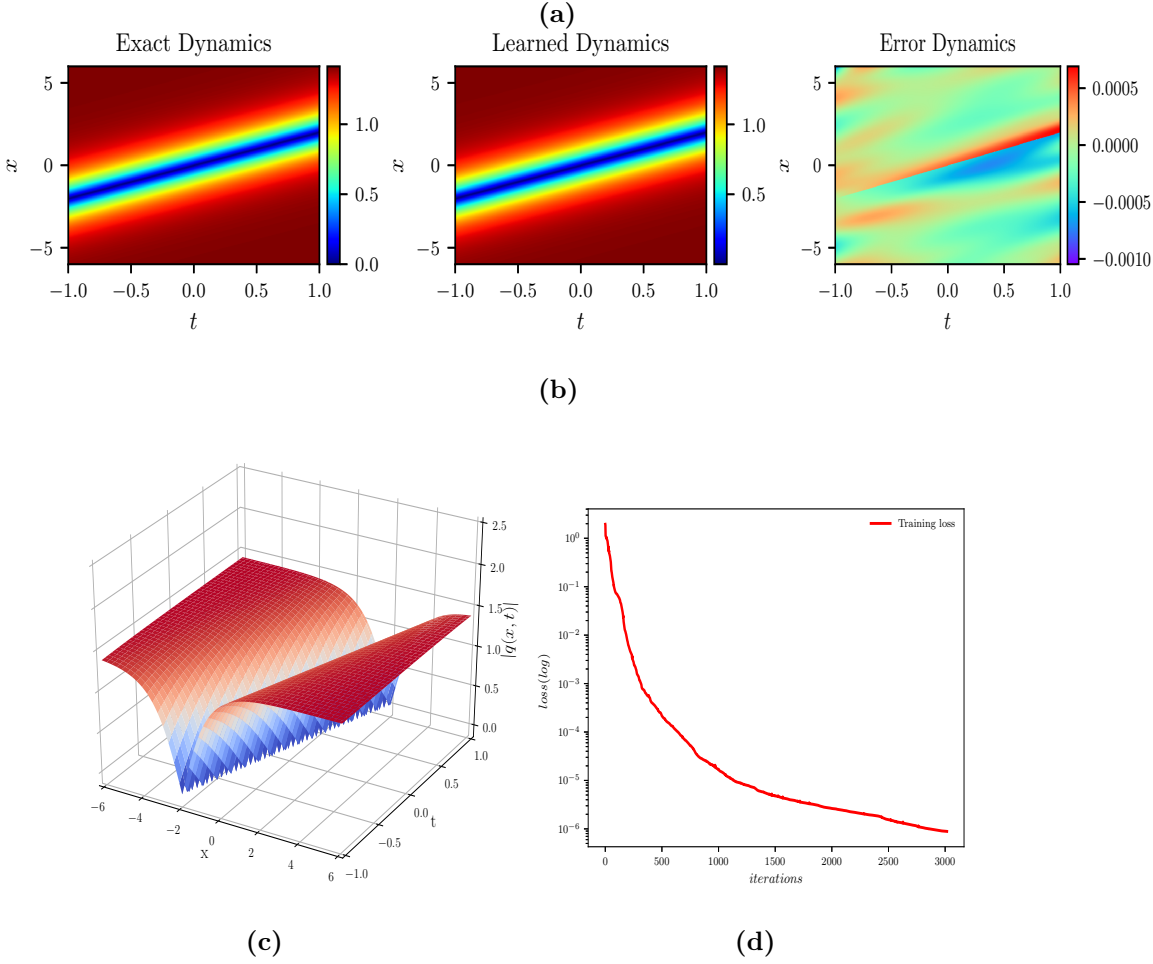 (a)
Exact Dynamics
Learned Dynamics
Error Dynamics
5
0
−5
x
1.0
0.5
0.0
−1.0 −0.5 0.0 0.5 1.0
t
5
0
−5
x
1.0
0.5
−1.0 −0.5 0.0 0.5 1.0
t
5
0
−5
x
0.0005
0.0000
−0.0005
−0.0010
−1.0 −0.5 0.0 0.5 1.0
t
(b)
2.5
2.0
1.5
1.0
0.5
0.0
|q(x, t)|
−6 −4 −2 0 2 4 6
x
−1.0 −0.5 0.0 0.5 1.0
t
Training loss
10⁰
10⁻¹
10⁻²
10⁻³
10⁻⁴
10⁻⁵
10⁻⁶
loss(log)
0 500 1000 1500 2000 2500 3000
iterations
(c)
(d)